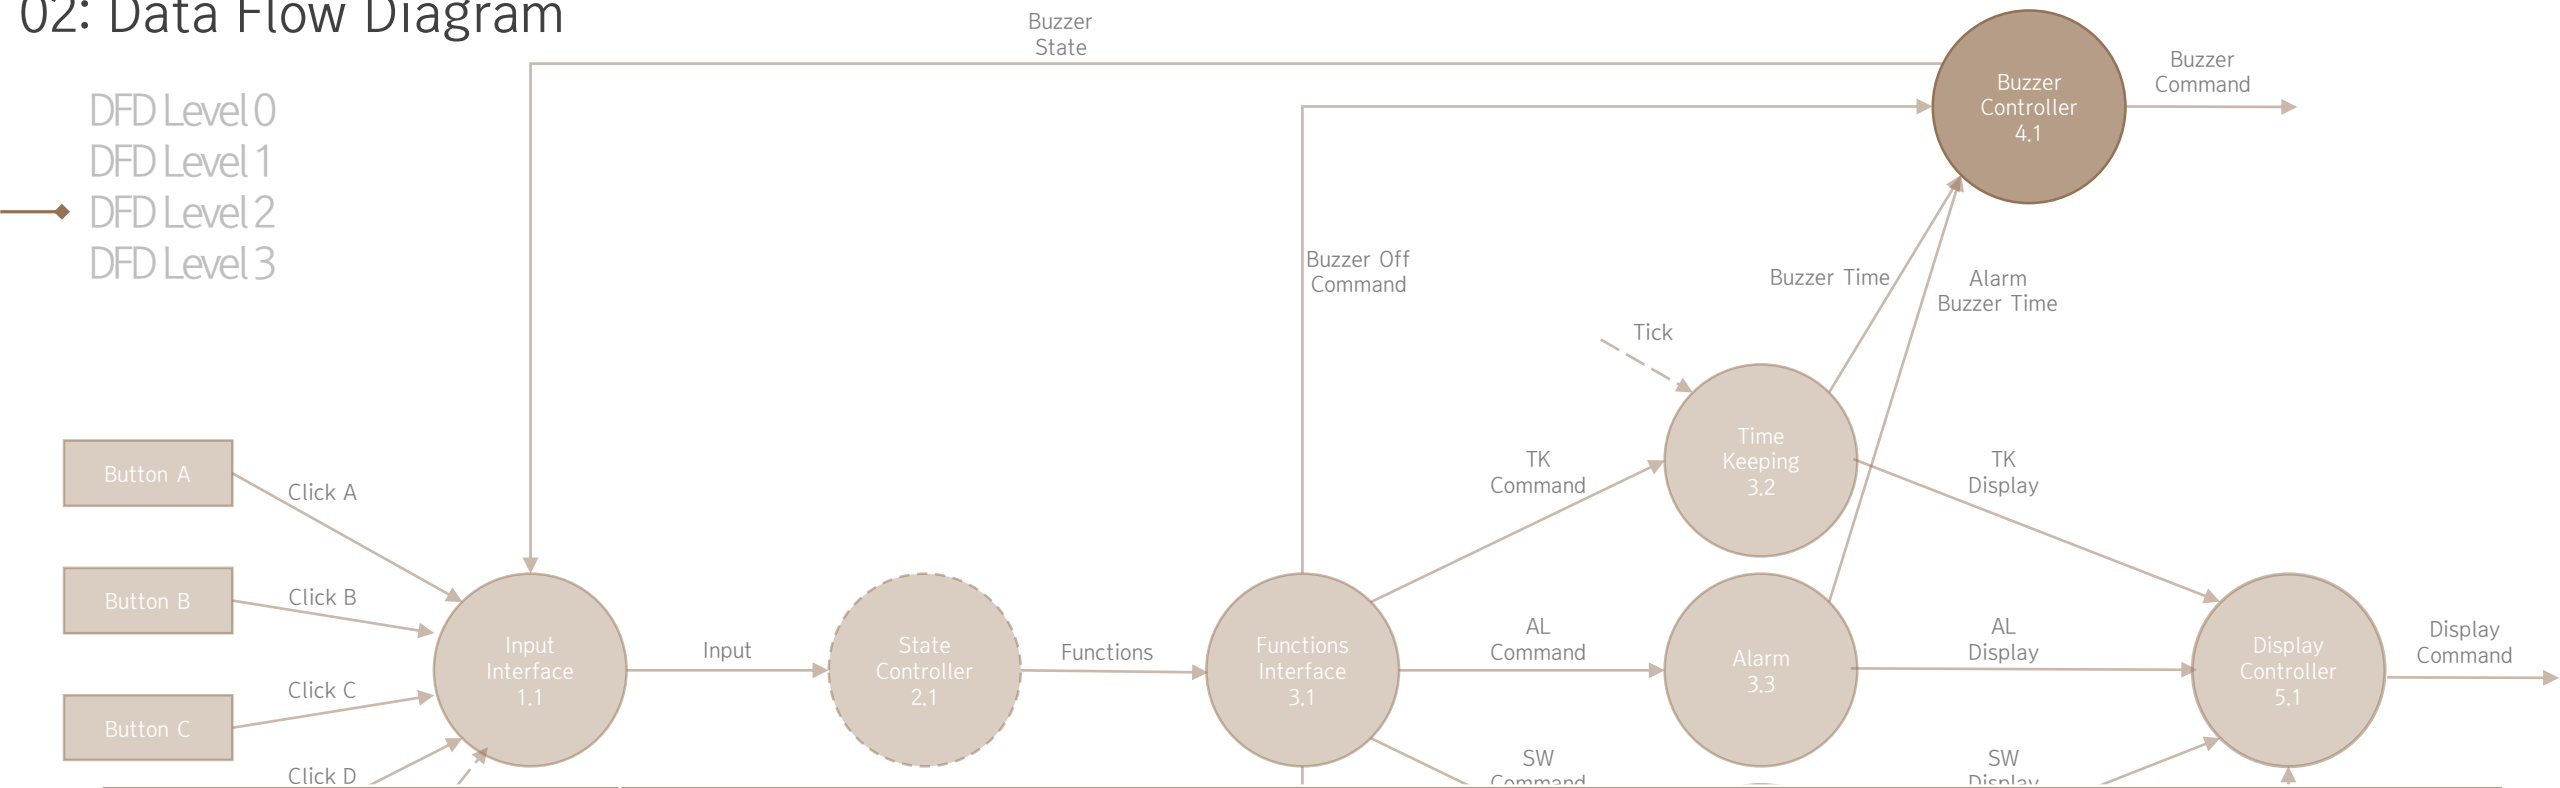 02: Data Flow Diagram
DFD Level 0
DFD Level 1
DFD Level 2
DFD Level 3
Buzzer
State
Buzzer
Controller
4.1
Buzzer
Command
Buzzer Off
Command
Buzzer Time
Alarm
Buzzer Time
Tick
Time
Keeping
3.2
TK
Command
TK
Display
Button A
Click A
Button B
Click B
Button C
Click C
Click D
Input
Interface
1.1
Input
State
Controller
2.1
Functions
Functions
Interface
3.1
AL
Command
Alarm
3.3
AL
Display
Display
Controller
5.1
Display
Command
SW
Command
SW
Display